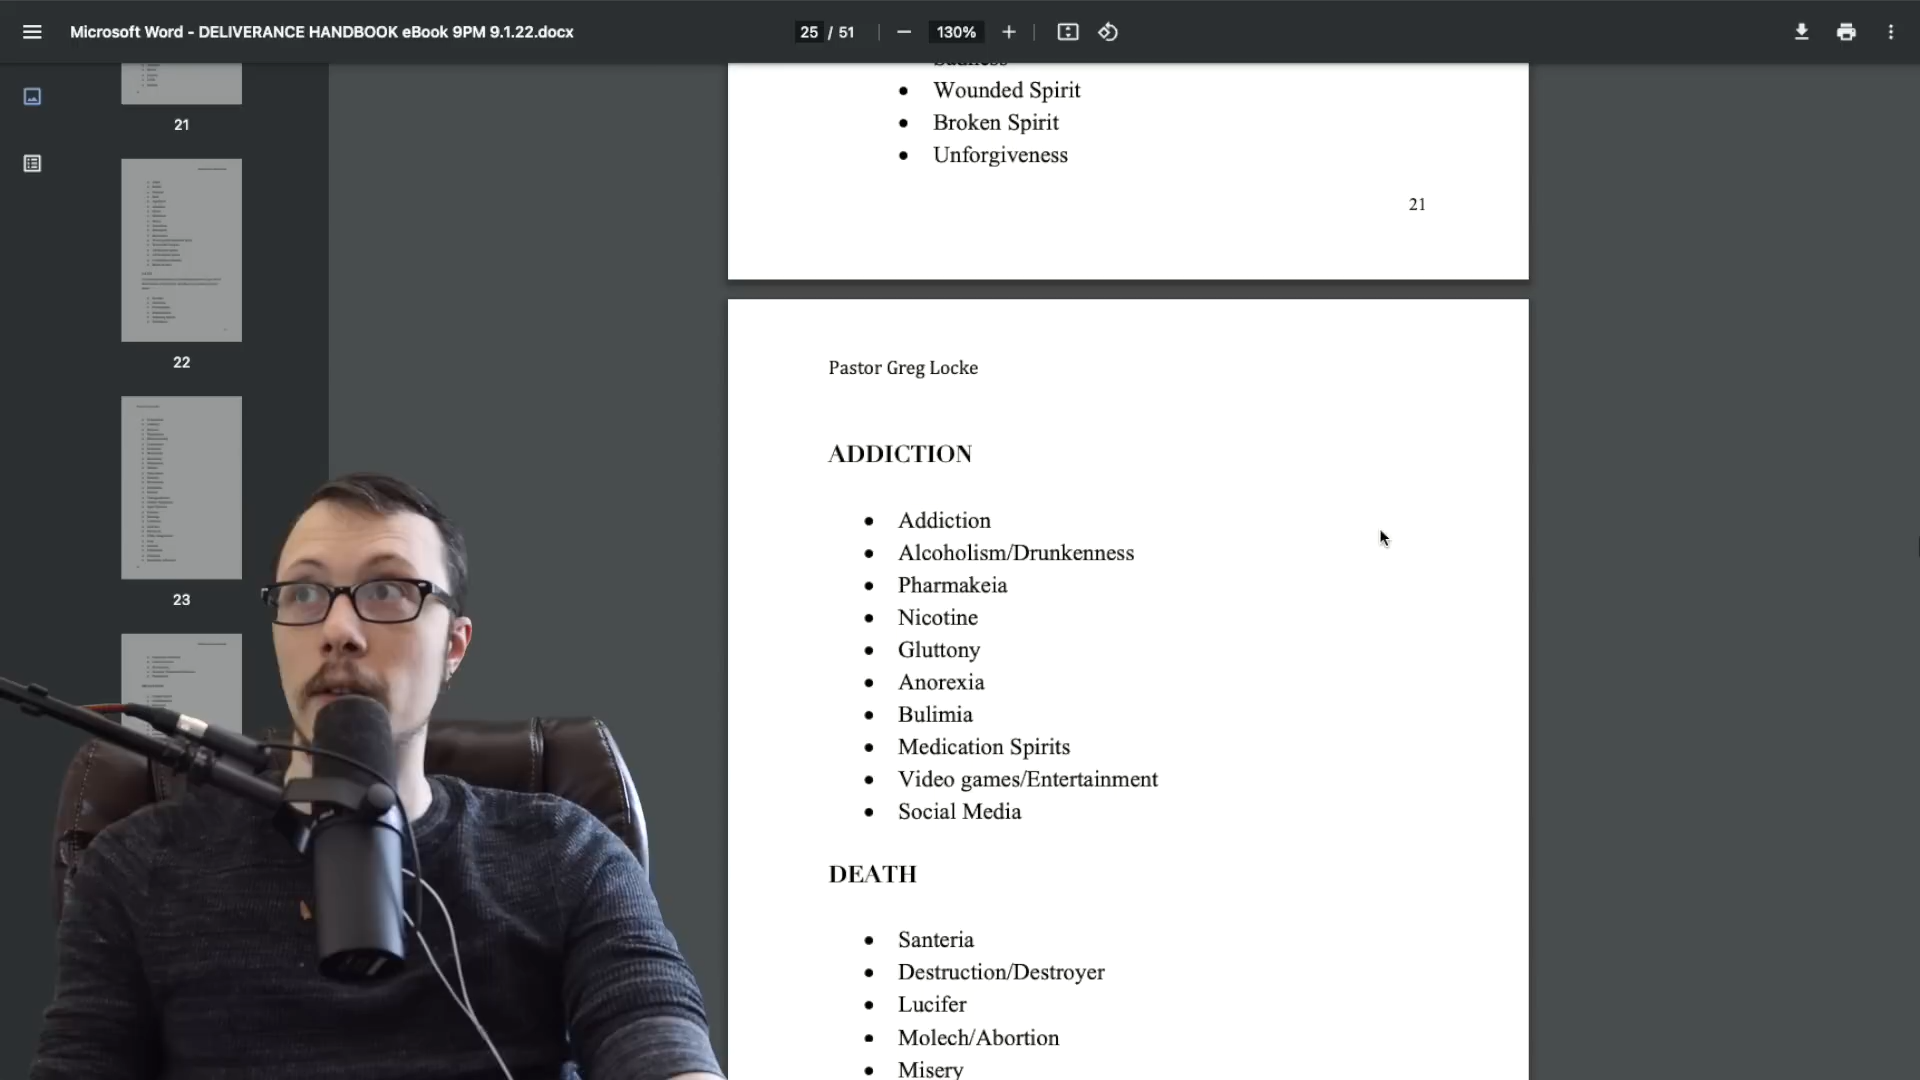 Microsoft Word - DELIVERANCE HANDBOOK eBook 9PM 9.1.22.docx
25 / 51
130%
21
22
23
Sadness
• Wounded Spirit
• Broken Spirit
• Unforgiveness
21
Pastor Greg Locke
ADDICTION
• Addiction
• Alcoholism/Drunkenness
• Pharmakeia
• Nicotine
• Gluttony
• Anorexia
• Bulimia
• Medication Spirits
• Video games/Entertainment
• Social Media
DEATH
• Santeria
• Destruction/Destroyer
• Lucifer
• Molech/Abortion
• Misery